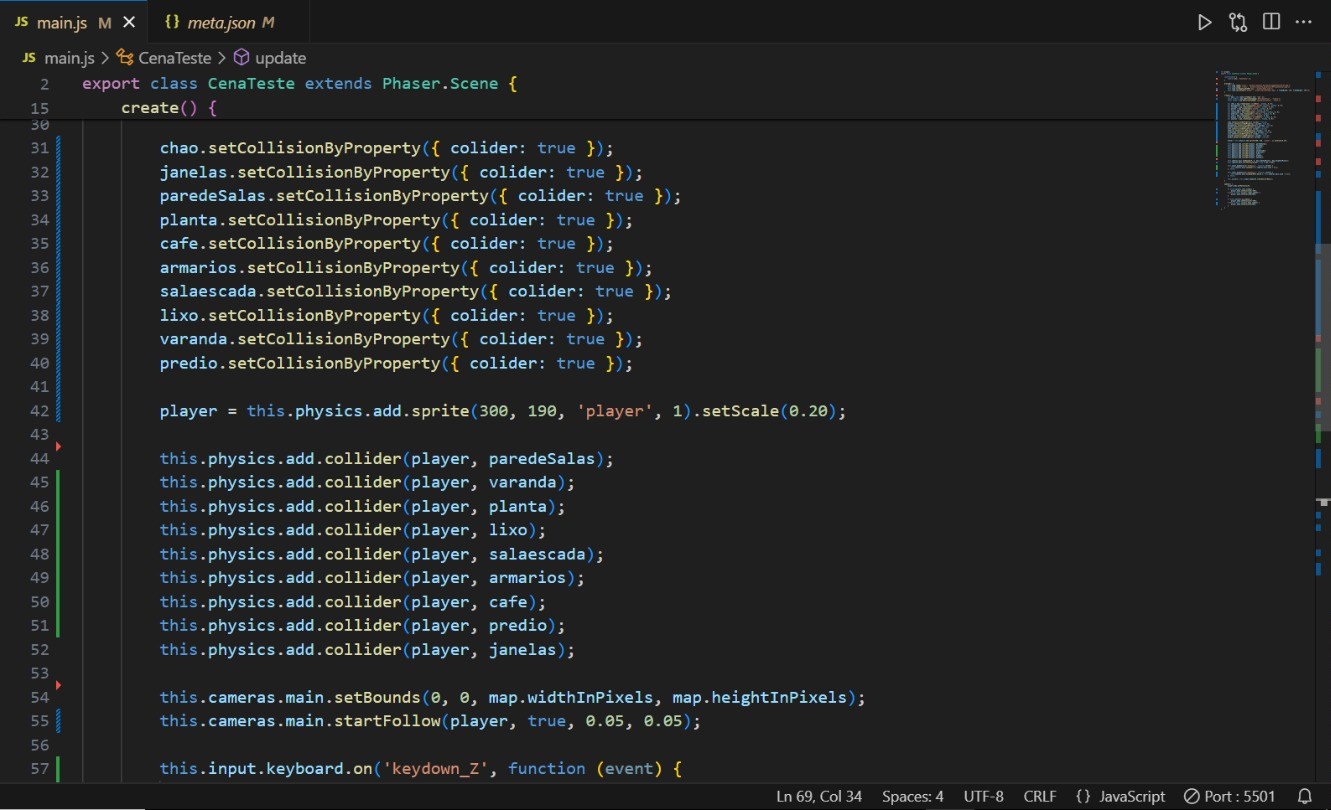 JS main.js M
{} meta.json M
JS main.js > CenaTeste > update
2 export class CenaTeste extends Phaser.Scene {
15 create() {
30
31 chao.setCollisionByProperty({ colider: true });
32 janelas.setCollisionByProperty({ colider: true });
33 paredeSalas.setCollisionByProperty({ colider: true });
34 planta.setCollisionByProperty({ colider: true });
35 cafe.setCollisionByProperty({ colider: true });
36 armarios.setCollisionByProperty({ colider: true });
37 salaescada.setCollisionByProperty({ colider: true });
38 lixo.setCollisionByProperty({ colider: true });
39 varanda.setCollisionByProperty({ colider: true });
40 predio.setCollisionByProperty({ colider: true });
41
42 player = this.physics.add.sprite(300, 190, 'player', 1).setScale(0.20);
43
44 this.physics.add.collider(player, paredeSalas);
45 this.physics.add.collider(player, varanda);
46 this.physics.add.collider(player, planta);
47 this.physics.add.collider(player, lixo);
48 this.physics.add.collider(player, salaescada);
49 this.physics.add.collider(player, armarios);
50 this.physics.add.collider(player, cafe);
51 this.physics.add.collider(player, predio);
52 this.physics.add.collider(player, janelas);
53
54 this.cameras.main.setBounds(0, 0, map.widthInPixels, map.heightInPixels);
55 this.cameras.main.startFollow(player, true, 0.05, 0.05);
56
57 this.input.keyboard.on('keydown_Z', function (event) {
Ln 69, Col 34 Spaces: 4 UTF-8 CRLF {} JavaScript Port : 5501